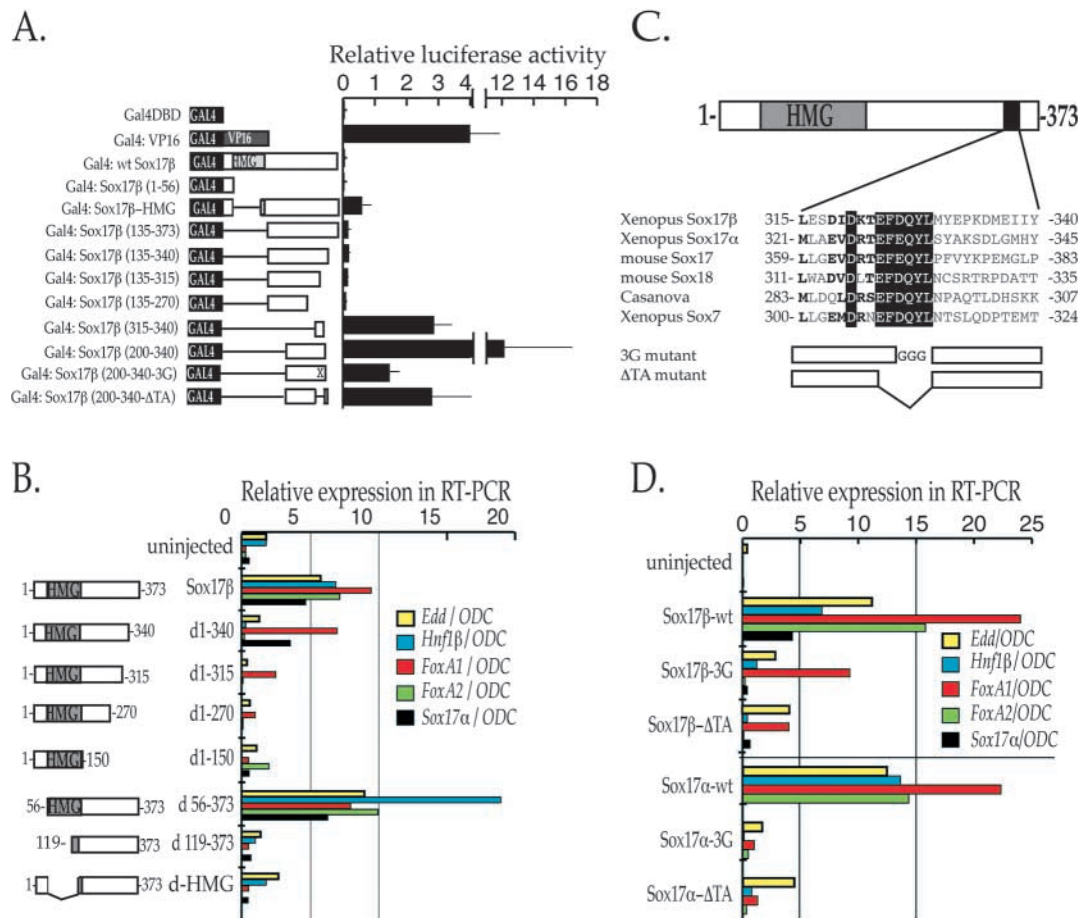 A.
Relative luciferase activity
0 1 2 3 4 12 14 16 18
Gal4DBD GAL4
Gal4: VP16 GAL4 VP16
Gal4: wt Sox17β GAL4 HMG
Gal4: Sox17β (1-56) GAL4
Gal4: Sox17β–HMG GAL4
Gal4: Sox17β (135-373) GAL4
Gal4: Sox17β (135-340) GAL4
Gal4: Sox17β (135-315) GAL4
Gal4: Sox17β (135-270) GAL4
Gal4: Sox17β (315-340) GAL4
Gal4: Sox17β (200-340) GAL4
Gal4: Sox17β (200-340-3G) GAL4 X
Gal4: Sox17β (200-340-ΔTA) GAL4
C.
1- HMG -373
Xenopus Sox17β 315- LESDIDKTEFDQYLMYEPKDMEIIY -340
Xenopus Sox17α 321- MLAEVDRTEFEQYLSYAKSDLGMHY -345
mouse Sox17 359- LLGEVDRTEFEQYLPFVYKPEMGLP -383
mouse Sox18 311- LWADVDLTEFDQYLNCSRTRPDATT -335
Casanova 283- MLDQLDRSEFDQYLNPAQTLDHSKK -307
Xenopus Sox7 300- LLGEMDRNEFDQYLNTSLQDPTEMT -324
3G mutant GGG
ΔTA mutant
B.
Relative expression in RT-PCR
0 5 10 15 20
uninjected
1- HMG -373 Sox17β
1- HMG -340 d1-340
1- HMG -315 d1-315
1- HMG -270 d1-270
1- HMG -150 d1-150
56- HMG -373 d 56-373
119- 373 d 119-373
1- -373 d-HMG
Edd / ODC
Hnf1β/ ODC
FoxA1 / ODC
FoxA2 / ODC
Sox17α / ODC
D.
Relative expression in RT-PCR
0 5 10 15 20 25
uninjected
Sox17β-wt
Sox17β-3G
Sox17β–ΔTA
Sox17α-wt
Sox17α-3G
Sox17α–ΔTA
Edd/ODC
Hnf1β/ODC
FoxA1/ODC
FoxA2/ODC
Sox17α/ODC